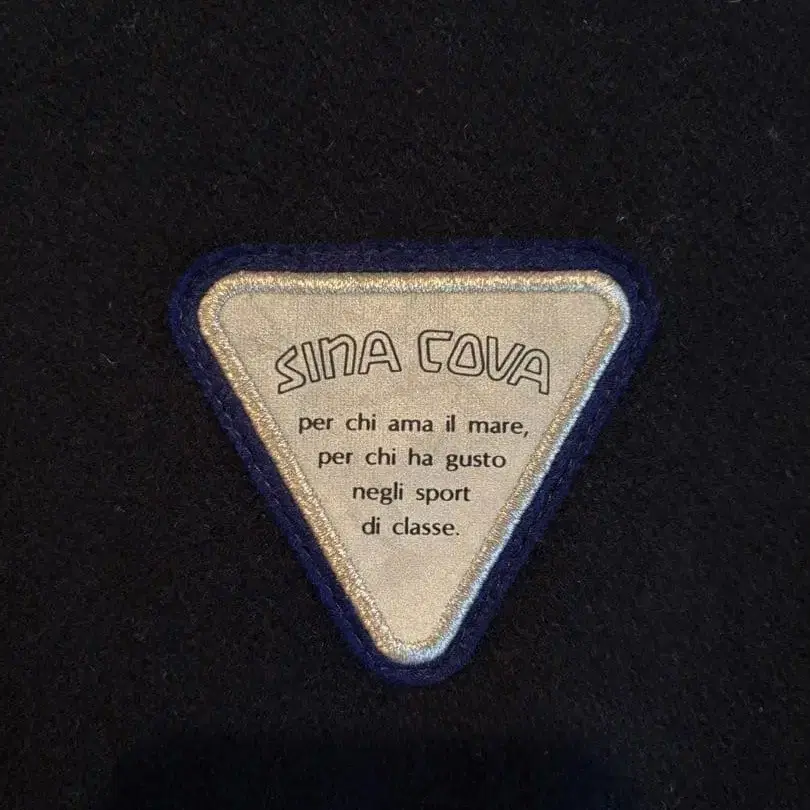 SINA COVA
per chi ama il mare,
per chi ha gusto
negli sport
di classe.